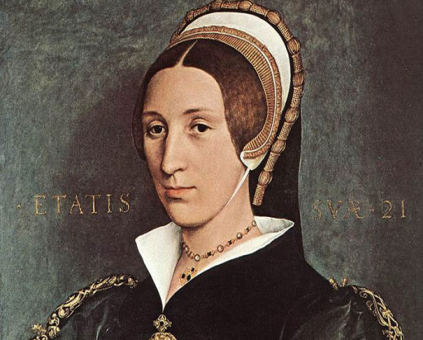 · ETATIS SVÆ · 21